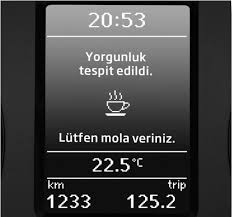 20:53
Yorgunluk
tespit edildi.
Lütfen mola veriniz.
22.5°C
km trip
1233 125.2